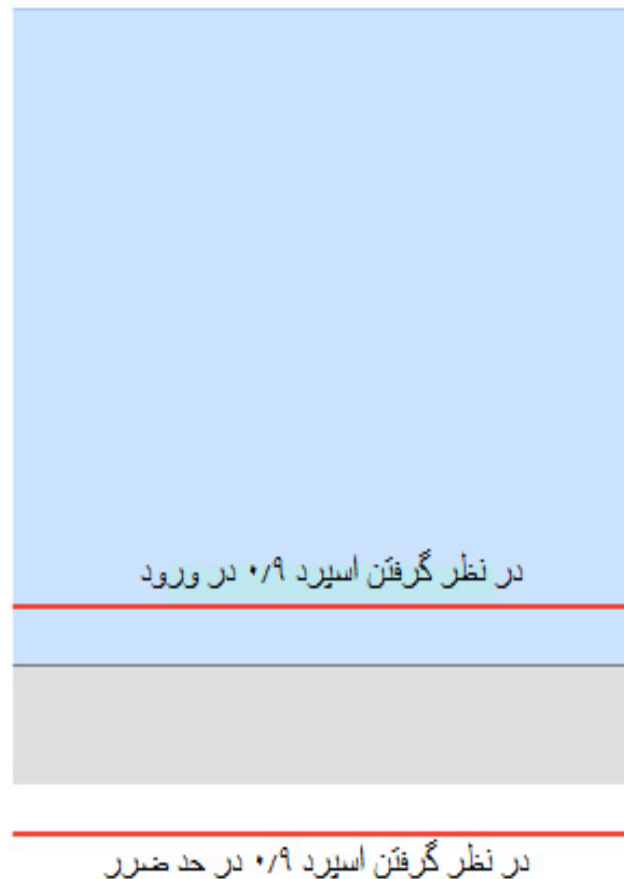 در نظر گرفتن اسپرد ۰/۹ در ورود
در نظر گرفتن اسپرد ۰/۹ در حد ضرر